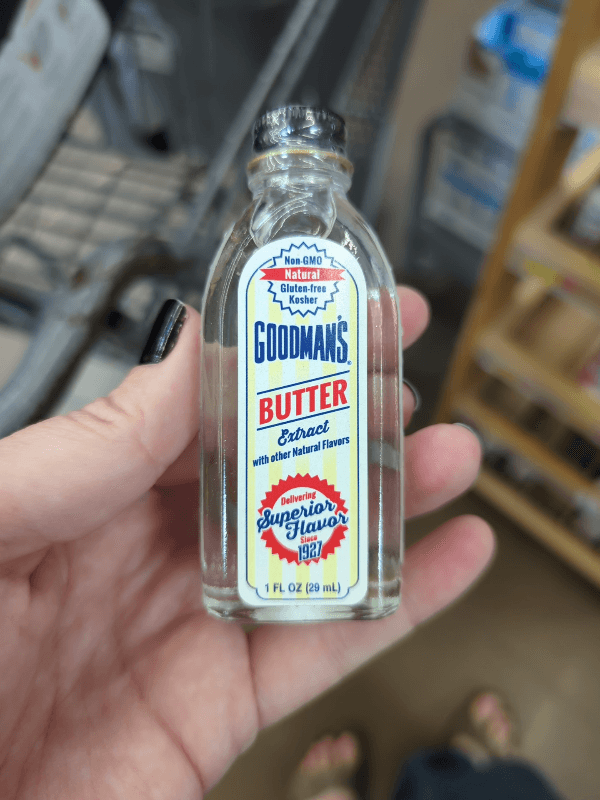 Non-GMO
Natural
Gluten-free
Kosher
GOODMAN'S®
BUTTER
Extract
with other Natural Flavors
Delivering
Superior
Flavor
Since
1927
1 FL OZ (29 mL)